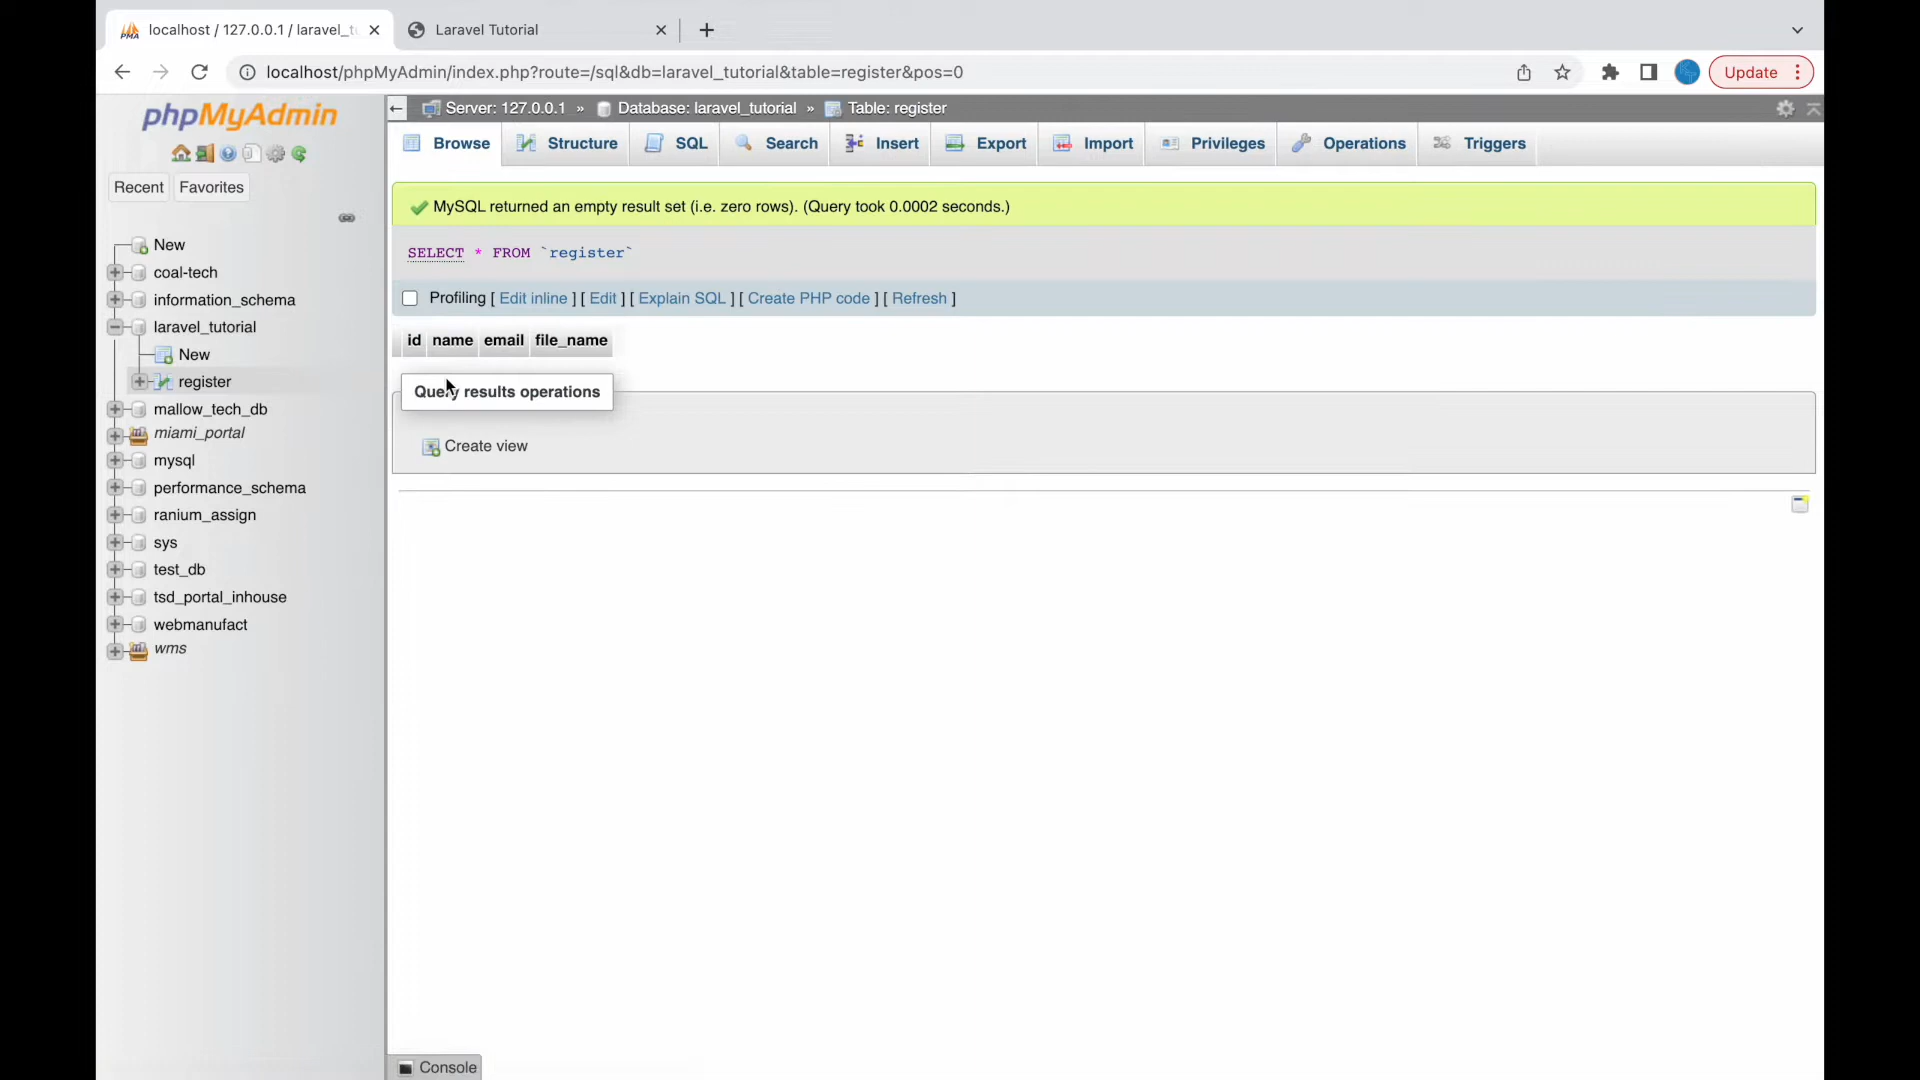 localhost / 127.0.0.1 / laravel_tu
Laravel Tutorial
localhost/phpMyAdmin/index.php?route=/sql&db=laravel_tutorial&table=register&pos=0
Update
phpMyAdmin
Server: 127.0.0.1 » Database: laravel_tutorial » Table: register
Browse Structure SQL Search Insert Export Import Privileges Operations Triggers
Recent Favorites
New
coal-tech
information_schema
laravel_tutorial
New
register
mallow_tech_db
miami_portal
mysql
performance_schema
ranium_assign
sys
test_db
tsd_portal_inhouse
webmanufact
wms
MySQL returned an empty result set (i.e. zero rows). (Query took 0.0002 seconds.)
SELECT * FROM `register`
Profiling [ Edit inline ] [ Edit ] [ Explain SQL ] [ Create PHP code ] [ Refresh ]
id name email file_name
Query results operations
Create view
Console